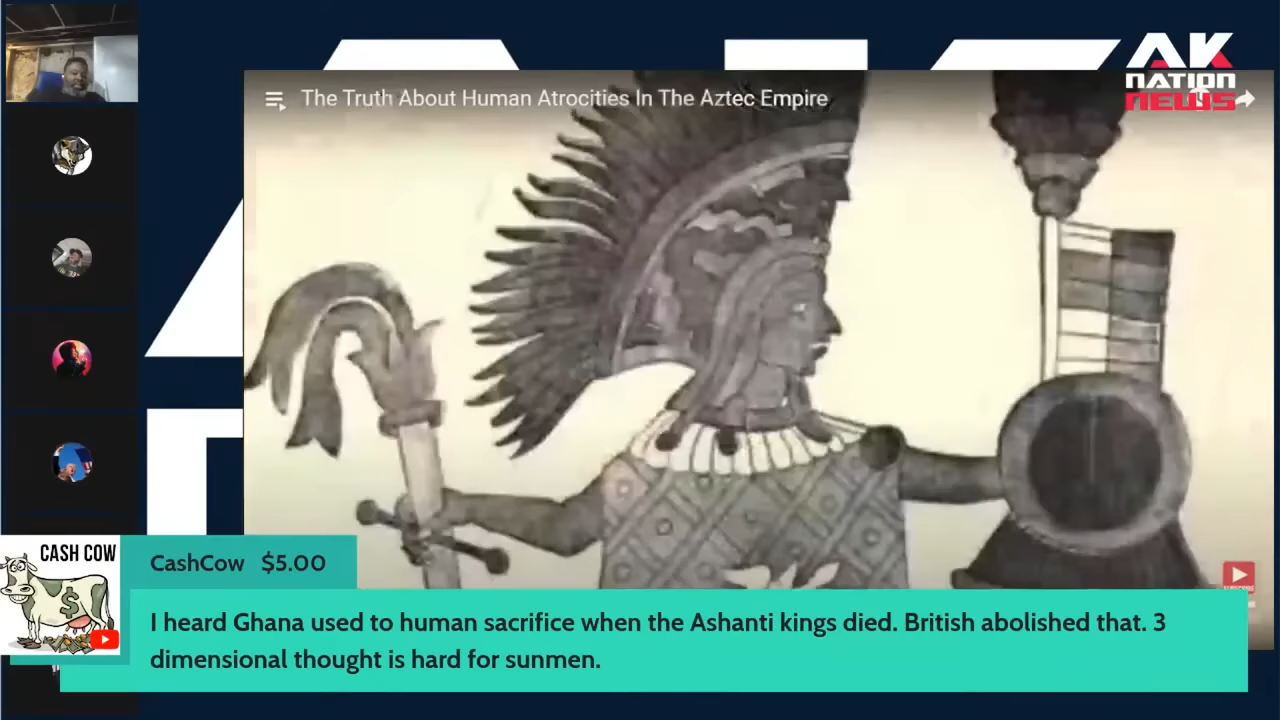 AK
NATION
NEWS
The Truth About Human Atrocities In The Aztec Empire
CASH COW
$
CashCow $5.00
I heard Ghana used to human sacrifice when the Ashanti kings died. British abolished that. 3
dimensional thought is hard for sunmen.